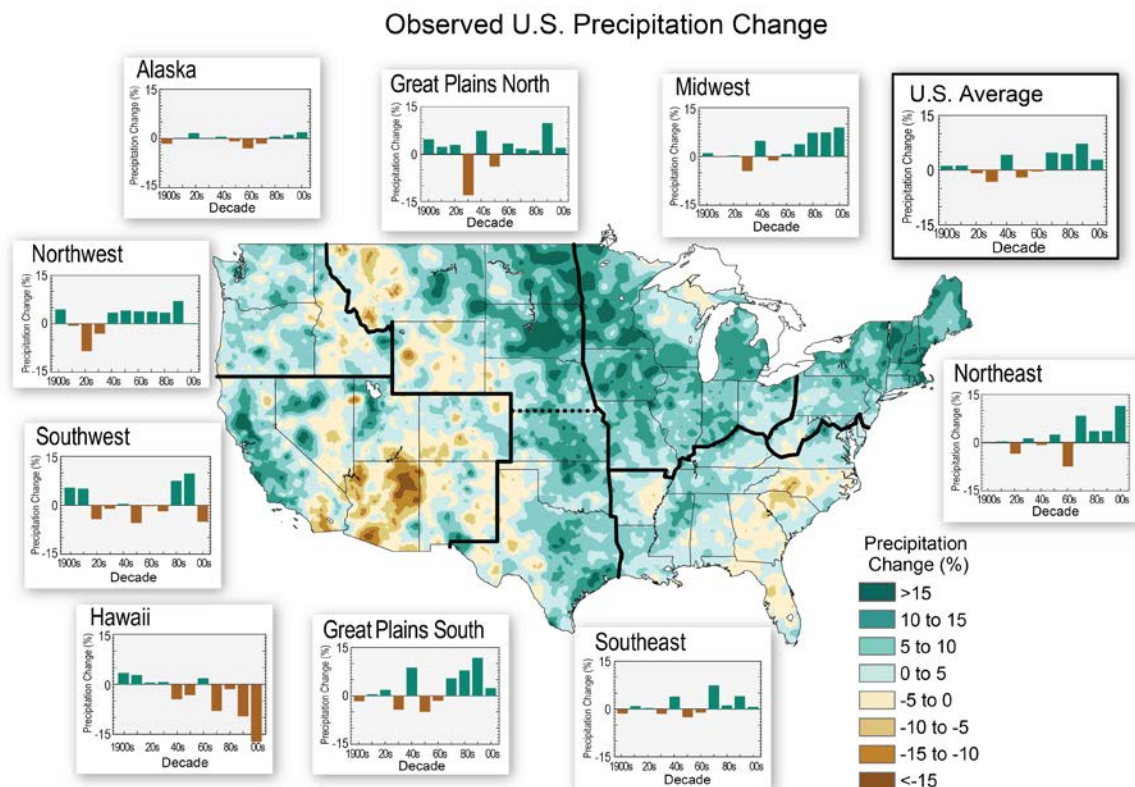 Observed U.S. Precipitation Change
Alaska
Precipitation Change (%)
15
0
-15
1900s 20s 40s 60s 80s 00s
Decade
Great Plains North
Precipitation Change (%)
15
0
-15
1900s 20s 40s 60s 80s 00s
Decade
Midwest
Precipitation Change (%)
15
0
-15
1900s 20s 40s 60s 80s 00s
Decade
U.S. Average
Precipitation Change (%)
15
0
-15
1900s 20s 40s 60s 80s 00s
Decade
Northwest
Precipitation Change (%)
15
0
-15
1900s 20s 40s 60s 80s 00s
Decade
Northeast
Precipitation Change (%)
15
0
-15
1900s 20s 40s 60s 80s 00s
Decade
Southwest
Precipitation Change (%)
15
0
-15
1900s 20s 40s 60s 80s 00s
Decade
Hawaii
Precipitation Change (%)
15
0
-15
1900s 20s 40s 60s 80s 00s
Decade
Great Plains South
Precipitation Change (%)
15
0
-15
1900s 20s 40s 60s 80s 00s
Decade
Southeast
Precipitation Change (%)
15
0
-15
1900s 20s 40s 60s 80s 00s
Decade
Precipitation
Change (%)
>15
10 to 15
5 to 10
0 to 5
-5 to 0
-10 to -5
-15 to -10
<-15